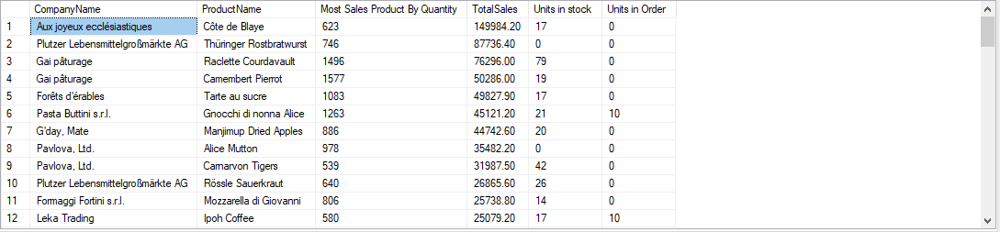 CompanyName ProductName Most Sales Product By Quantity TotalSales Units in stock Units in Order
1 Aux joyeux ecclésiastiques Côte de Blaye 623 149984.20 17 0
2 Plutzer Lebensmittelgroßmärkte AG Thüringer Rostbratwurst 746 87736.40 0 0
3 Gai pâturage Raclette Courdavault 1496 76296.00 79 0
4 Gai pâturage Camembert Pierrot 1577 50286.00 19 0
5 Forêts d'érables Tarte au sucre 1083 49827.90 17 0
6 Pasta Buttini s.r.l. Gnocchi di nonna Alice 1263 45121.20 21 10
7 G'day, Mate Manjimup Dried Apples 886 44742.60 20 0
8 Pavlova, Ltd. Alice Mutton 978 35482.20 0 0
9 Pavlova, Ltd. Carnarvon Tigers 539 31987.50 42 0
10 Plutzer Lebensmittelgroßmärkte AG Rössle Sauerkraut 640 26865.60 26 0
11 Formaggi Fortini s.r.l. Mozzarella di Giovanni 806 25738.80 14 0
12 Leka Trading Ipoh Coffee 580 25079.20 17 10